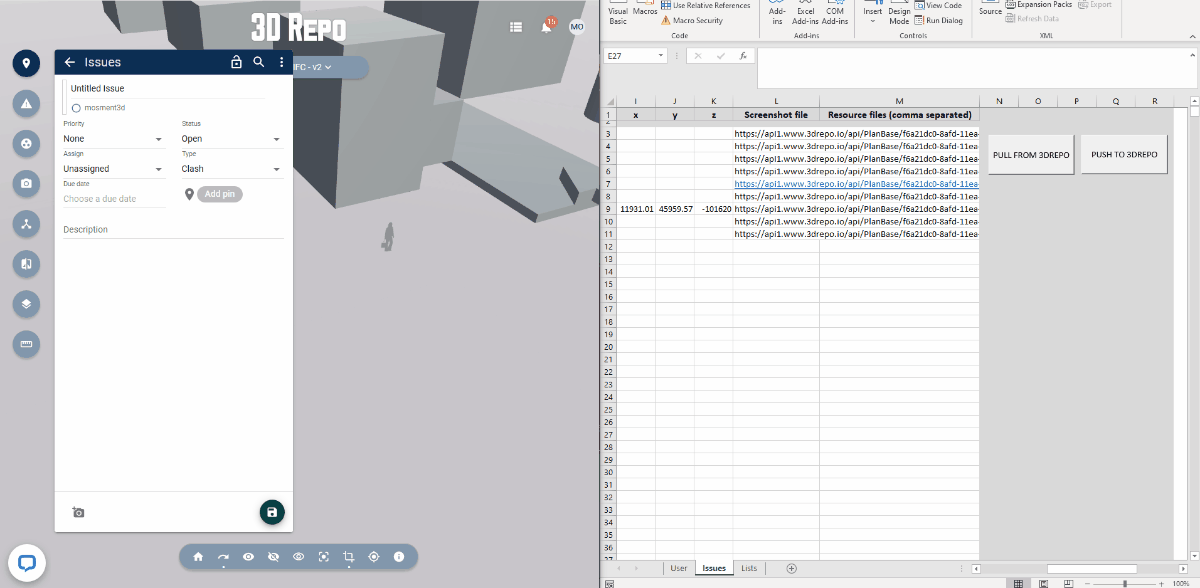 3D REPO
15
MO
IFC - v2
Issues
Untitled Issue
mosment3d
Priority
Status
None
Open
Assign
Type
Unassigned
Clash
Due date
Choose a due date
Add pin
Description
Visual Basic
Macros
Use Relative References
Macro Security
Code
Add-ins
Excel Add-ins
COM Add-ins
Add-ins
Insert
Design Mode
View Code
Run Dialog
Controls
Source
Expansion Packs
Export
Refresh Data
XML
E27
fx
I J K L M N O P Q R
1 x y z Screenshot file Resource files (comma separated)
2
3 https://api1.www.3drepo.io/api/PlanBase/f6a21dc0-8afd-11ea-
4 https://api1.www.3drepo.io/api/PlanBase/f6a21dc0-8afd-11ea-
5 https://api1.www.3drepo.io/api/PlanBase/f6a21dc0-8afd-11ea-
6 https://api1.www.3drepo.io/api/PlanBase/f6a21dc0-8afd-11ea-
7 https://api1.www.3drepo.io/api/PlanBase/f6a21dc0-8afd-11ea-
8 https://api1.www.3drepo.io/api/PlanBase/f6a21dc0-8afd-11ea-
9 11931.01 45959.57 -101620 https://api1.www.3drepo.io/api/PlanBase/f6a21dc0-8afd-11ea-
10 https://api1.www.3drepo.io/api/PlanBase/f6a21dc0-8afd-11ea-
11 https://api1.www.3drepo.io/api/PlanBase/f6a21dc0-8afd-11ea-
12
13
14
15
16
17
18
19
20
21
22
23
24
25
26
27
28
29
30
31
32
33
34
35
36
37
PULL FROM 3DREPO
PUSH TO 3DREPO
User
Issues
Lists
100%